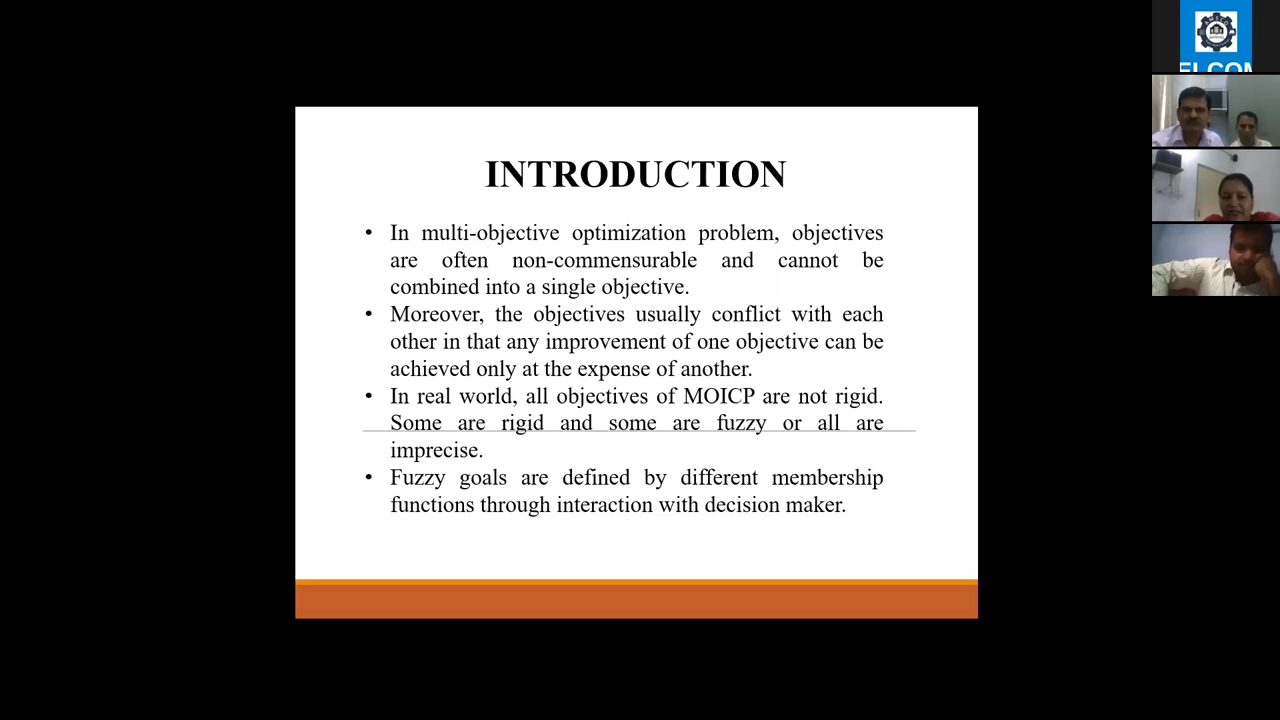 INTRODUCTION
• In multi-objective optimization problem, objectives
are often non-commensurable and cannot be
combined into a single objective.
• Moreover, the objectives usually conflict with each
other in that any improvement of one objective can be
achieved only at the expense of another.
• In real world, all objectives of MOICP are not rigid.
Some are rigid and some are fuzzy or all are
imprecise.
• Fuzzy goals are defined by different membership
functions through interaction with decision maker.